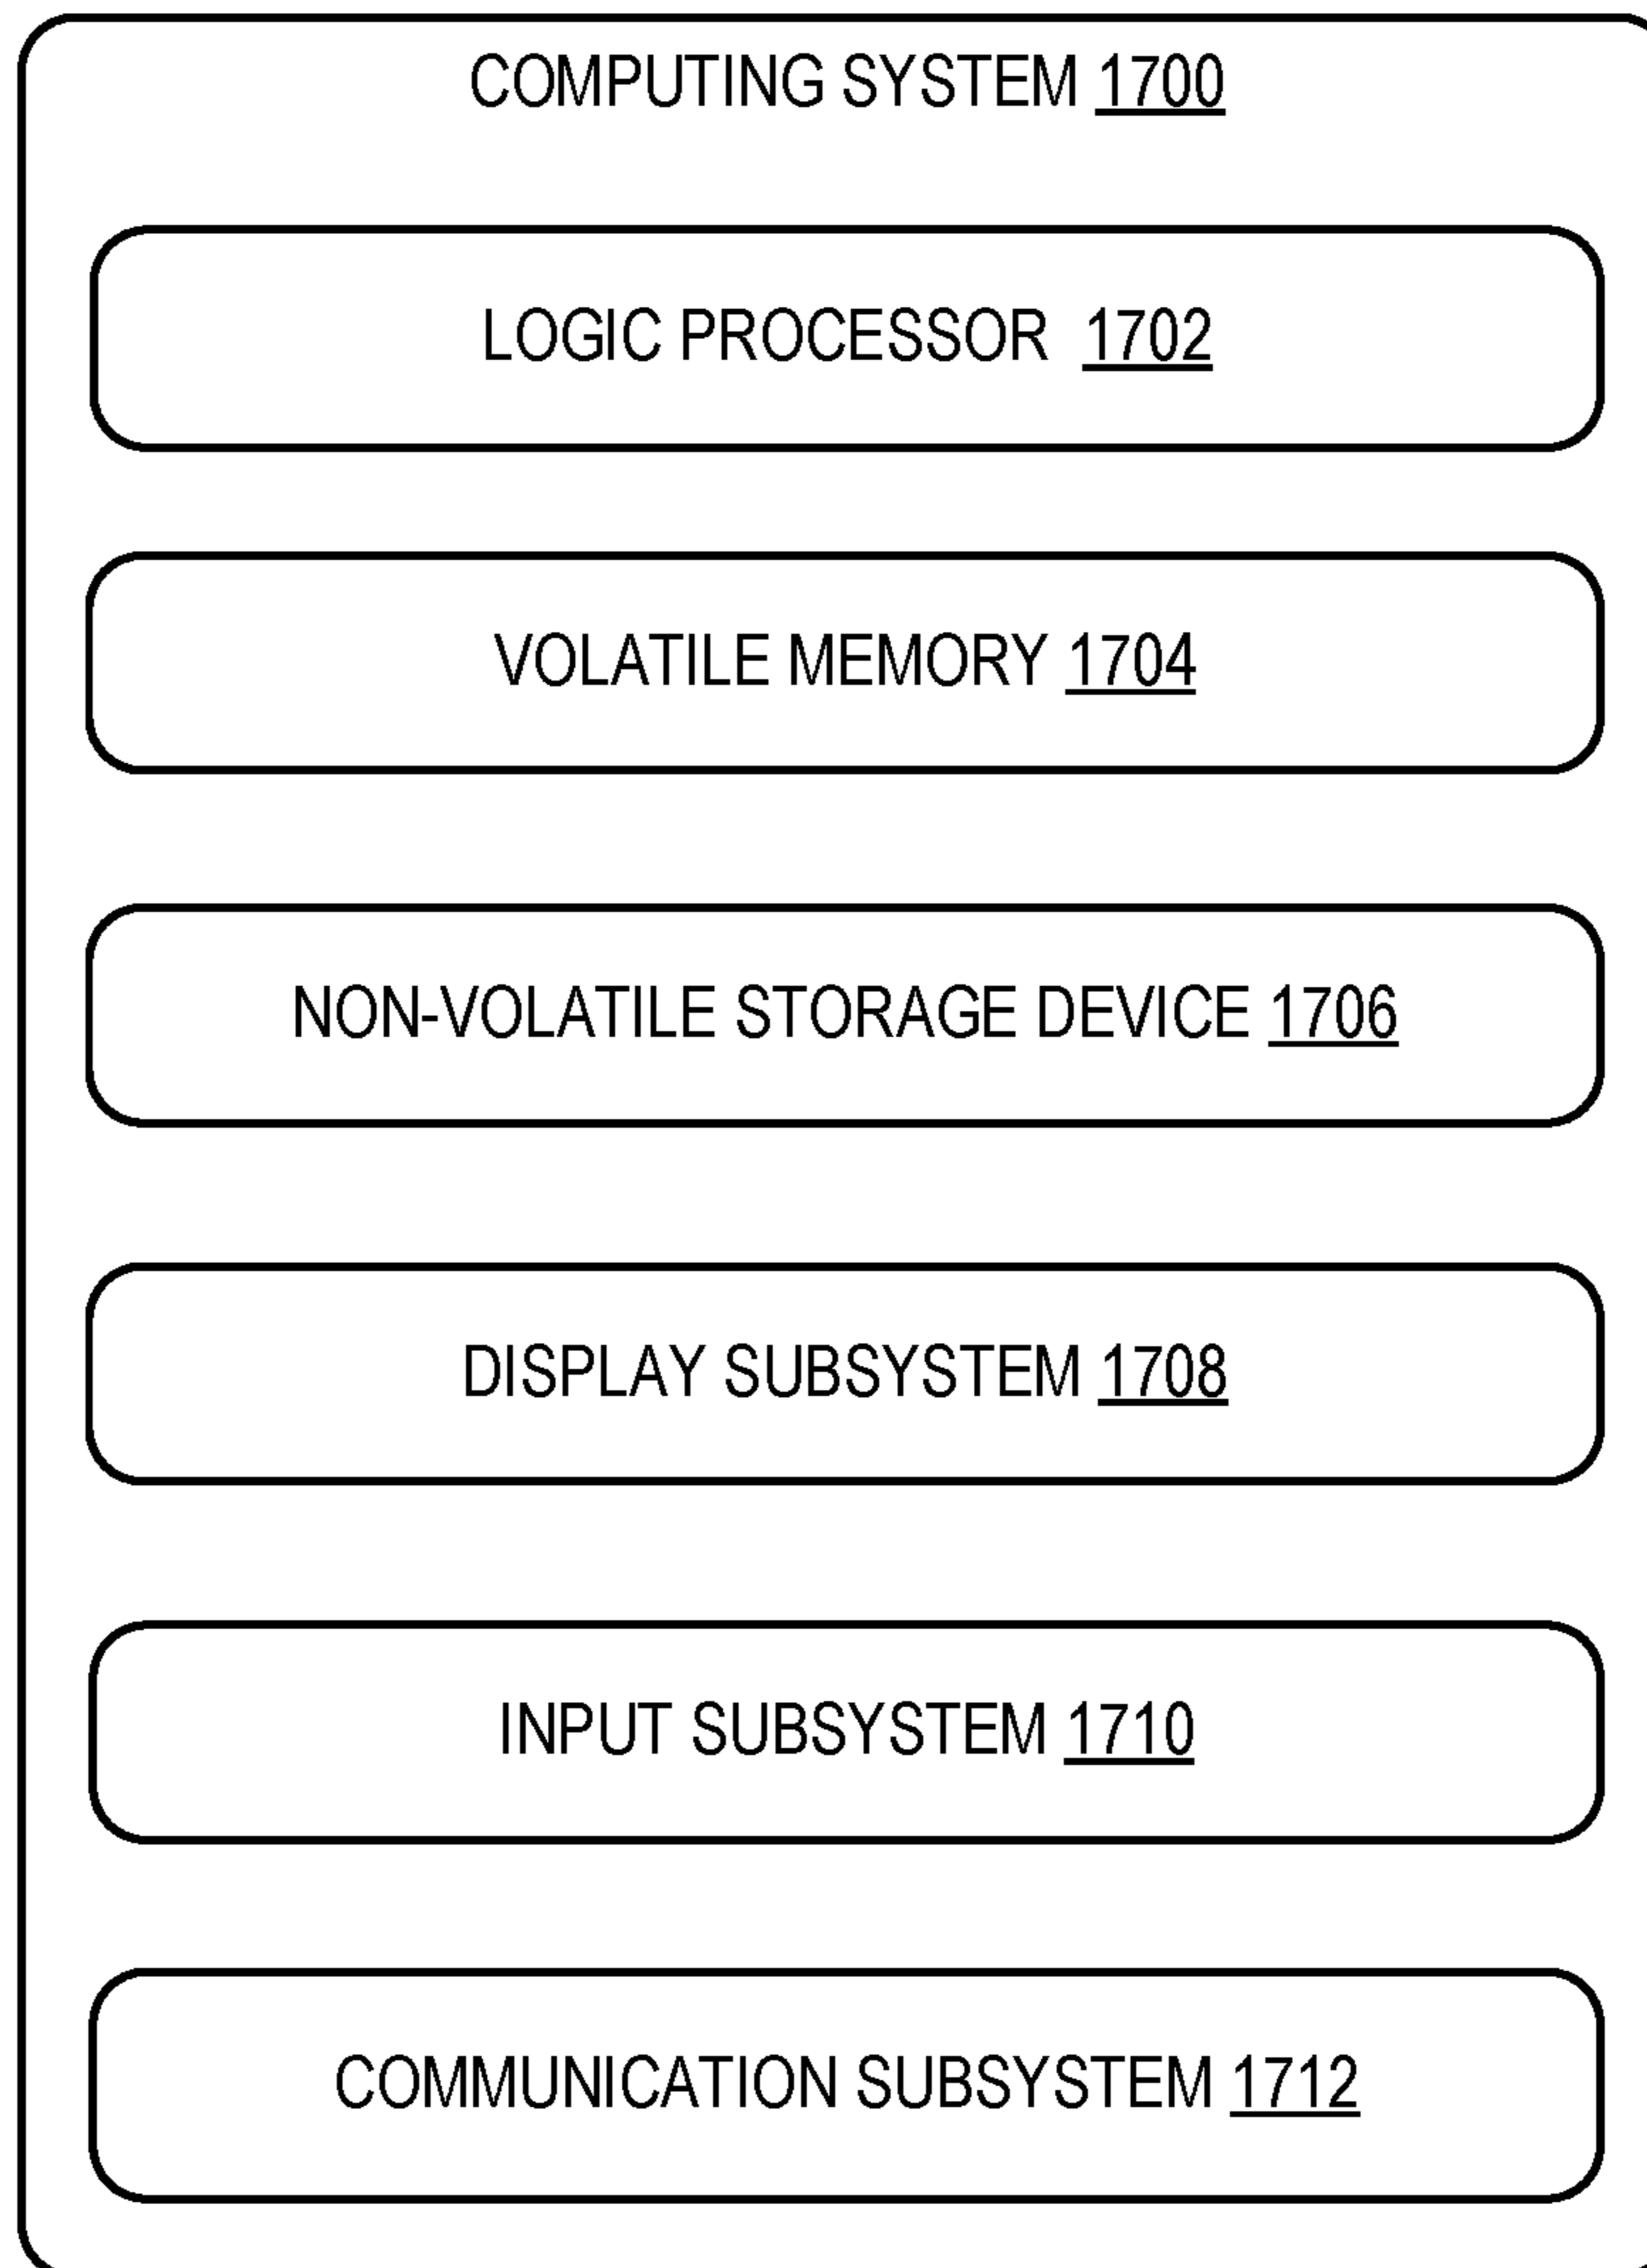 COMPUTING SYSTEM 1700
LOGIC PROCESSOR 1702
VOLATILE MEMORY 1704
NON-VOLATILE STORAGE DEVICE 1706
DISPLAY SUBSYSTEM 1708
INPUT SUBSYSTEM 1710
COMMUNICATION SUBSYSTEM 1712